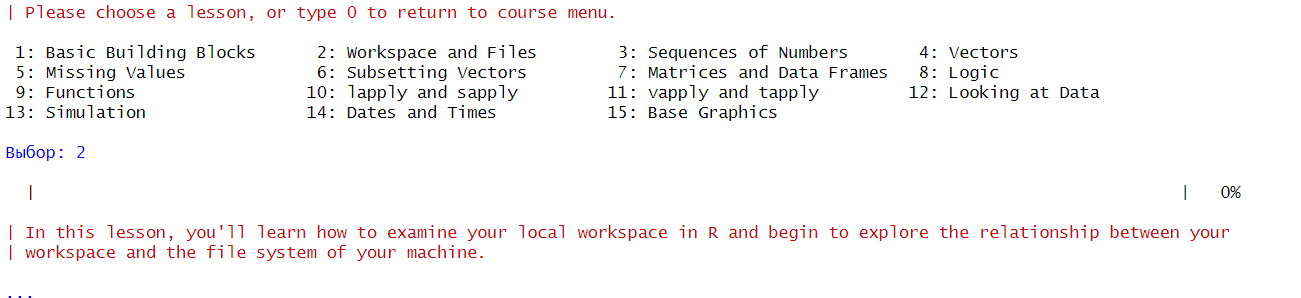 | Please choose a lesson, or type 0 to return to course menu.
1: Basic Building Blocks 2: Workspace and Files 3: Sequences of Numbers 4: Vectors
5: Missing Values 6: Subsetting Vectors 7: Matrices and Data Frames 8: Logic
9: Functions 10: lapply and sapply 11: vapply and tapply 12: Looking at Data
13: Simulation 14: Dates and Times 15: Base Graphics
Выбор: 2
| | 0%
| In this lesson, you'll learn how to examine your local workspace in R and begin to explore the relationship between your
| workspace and the file system of your machine.
...